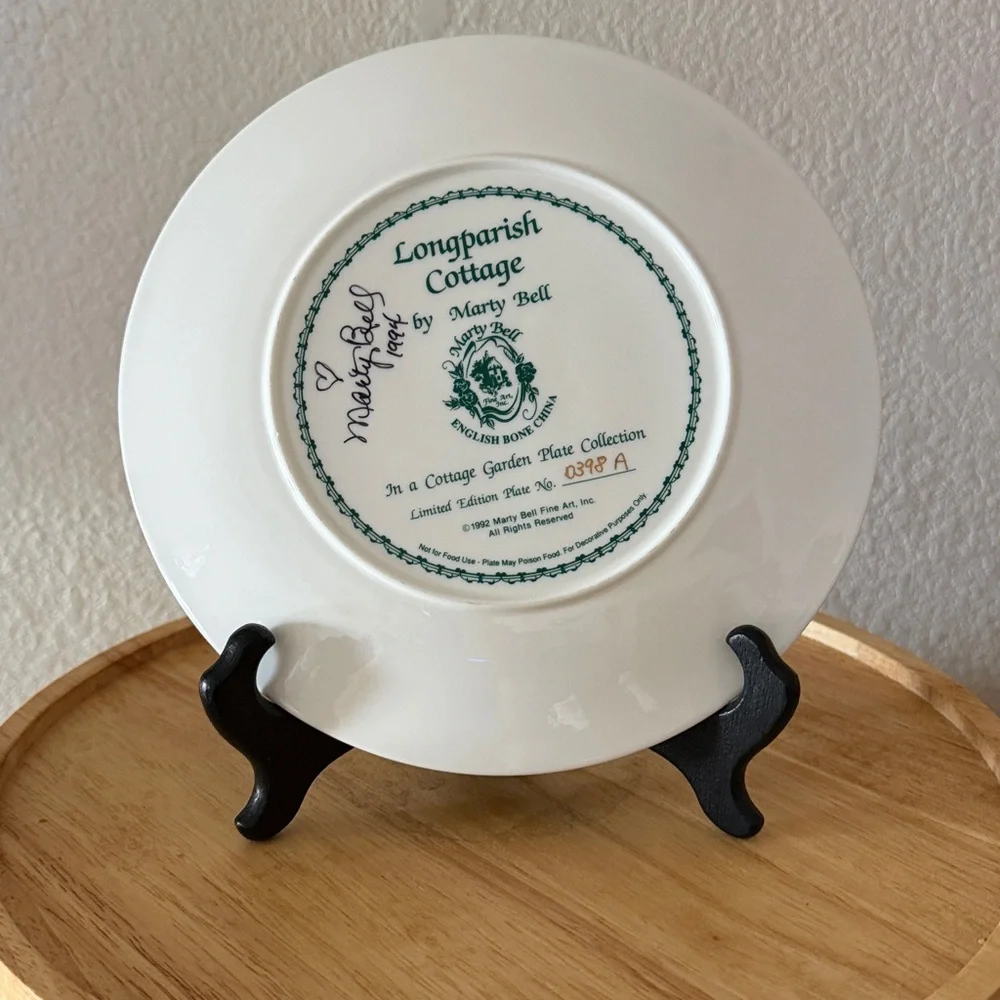 Longparish
Cottage
by Marty Bell
Marty Bell
Fine Art,
Inc.
ENGLISH BONE CHINA
In a Cottage Garden Plate Collection
Limited Edition Plate No. 0398 A
©1992 Marty Bell Fine Art, Inc.
All Rights Reserved
Not for Food Use - Plate May Poison Food. For Decorative Purposes Only.
Marty Bell
1994